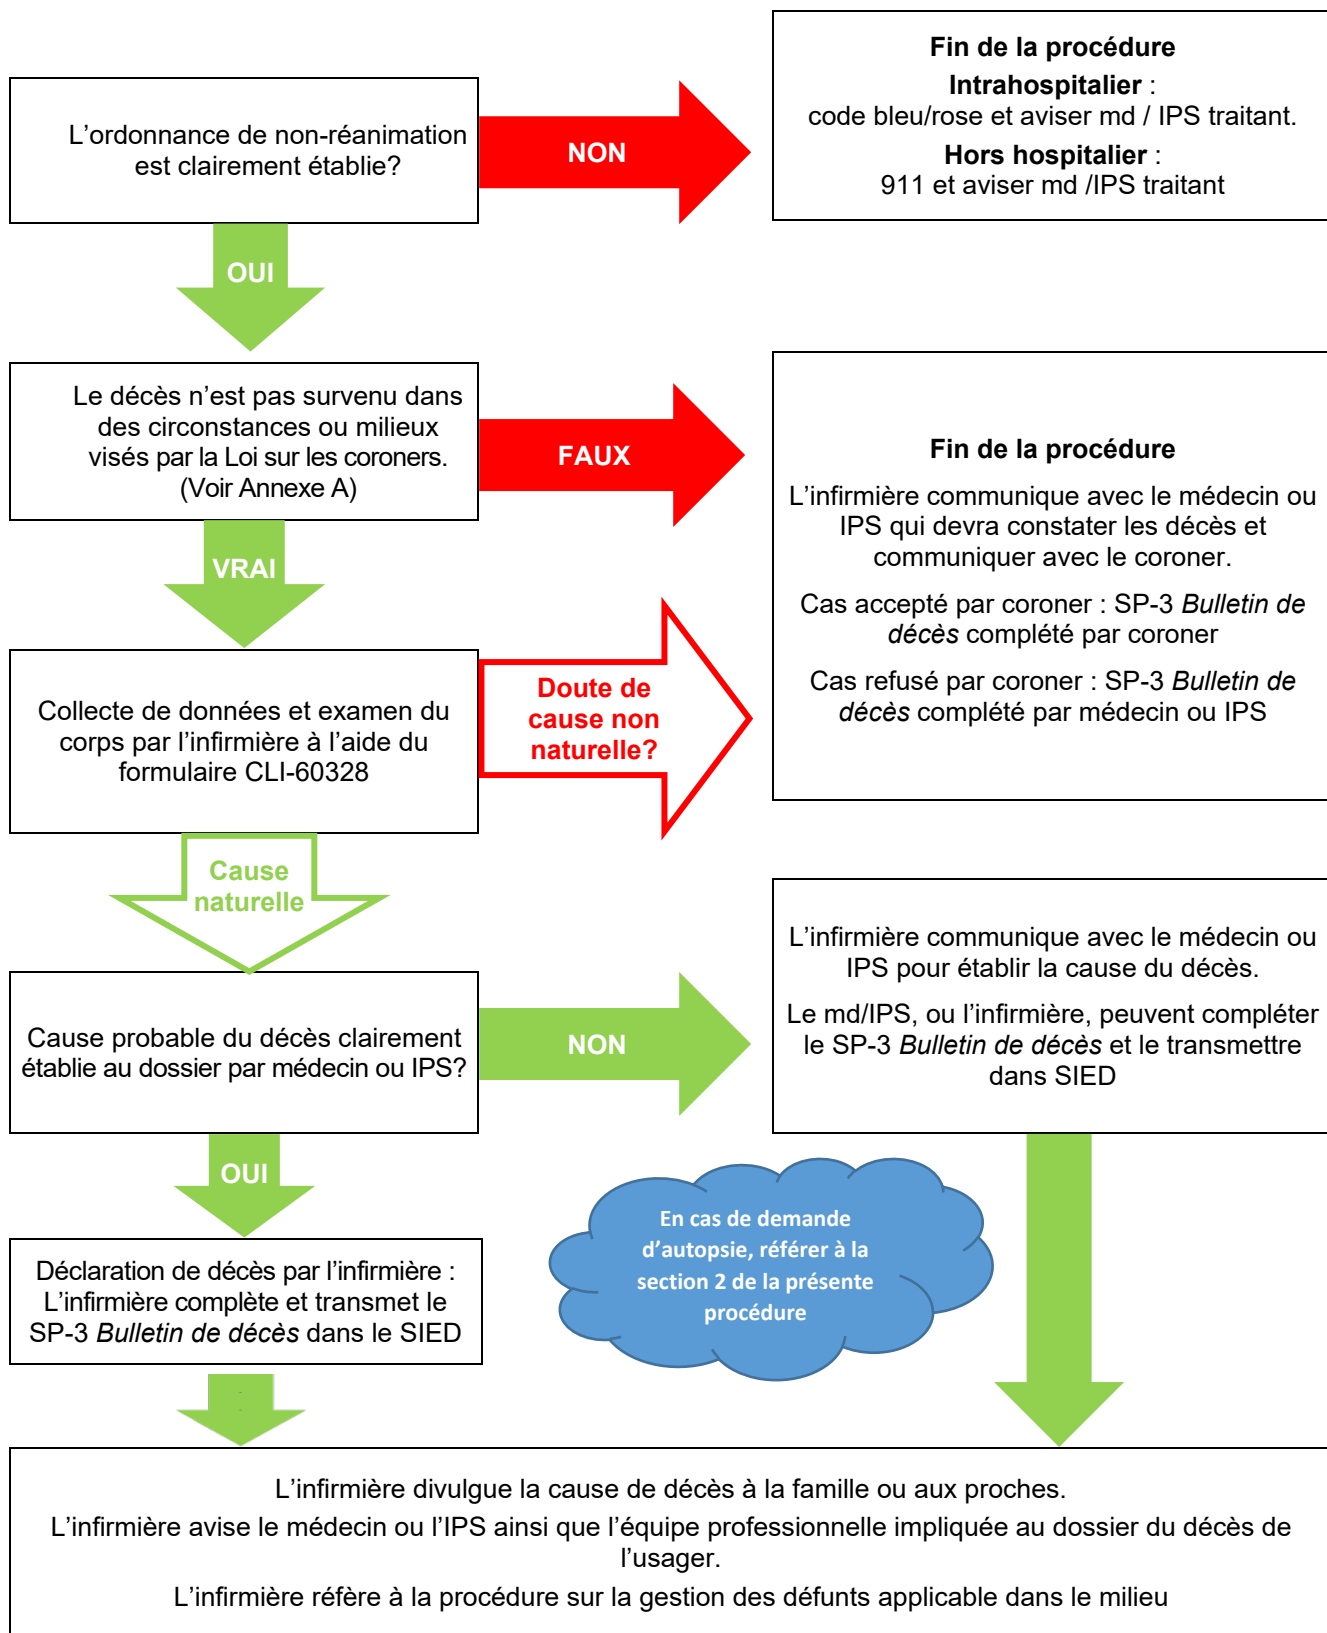 L’ordonnance de non-réanimation
est clairement établie?
NON
Fin de la procédure
Intrahospitalier :
code bleu/rose et aviser md / IPS traitant.
Hors hospitalier :
911 et aviser md /IPS traitant
OUI
Le décès n’est pas survenu dans
des circonstances ou milieux
visés par la Loi sur les coroners.
(Voir Annexe A)
FAUX
Fin de la procédure
L’infirmière communique avec le médecin ou
IPS qui devra constater les décès et
communiquer avec le coroner.
Cas accepté par coroner : SP-3 Bulletin de
décès complété par coroner
Cas refusé par coroner : SP-3 Bulletin de
décès complété par médecin ou IPS
VRAI
Collecte de données et examen du
corps par l’infirmière à l’aide du
formulaire CLI-60328
Doute de
cause non
naturelle?
Cause
naturelle
Cause probable du décès clairement
établie au dossier par médecin ou IPS?
NON
L’infirmière communique avec le médecin ou
IPS pour établir la cause du décès.
Le md/IPS, ou l’infirmière, peuvent compléter
le SP-3 Bulletin de décès et le transmettre
dans SIED
OUI
Déclaration de décès par l’infirmière :
L’infirmière complète et transmet le
SP-3 Bulletin de décès dans le SIED
En cas de demande
d’autopsie, référer à la
section 2 de la présente
procédure
L’infirmière divulgue la cause de décès à la famille ou aux proches.
L’infirmière avise le médecin ou l’IPS ainsi que l’équipe professionnelle impliquée au dossier du décès de
l’usager.
L’infirmière réfère à la procédure sur la gestion des défunts applicable dans le milieu